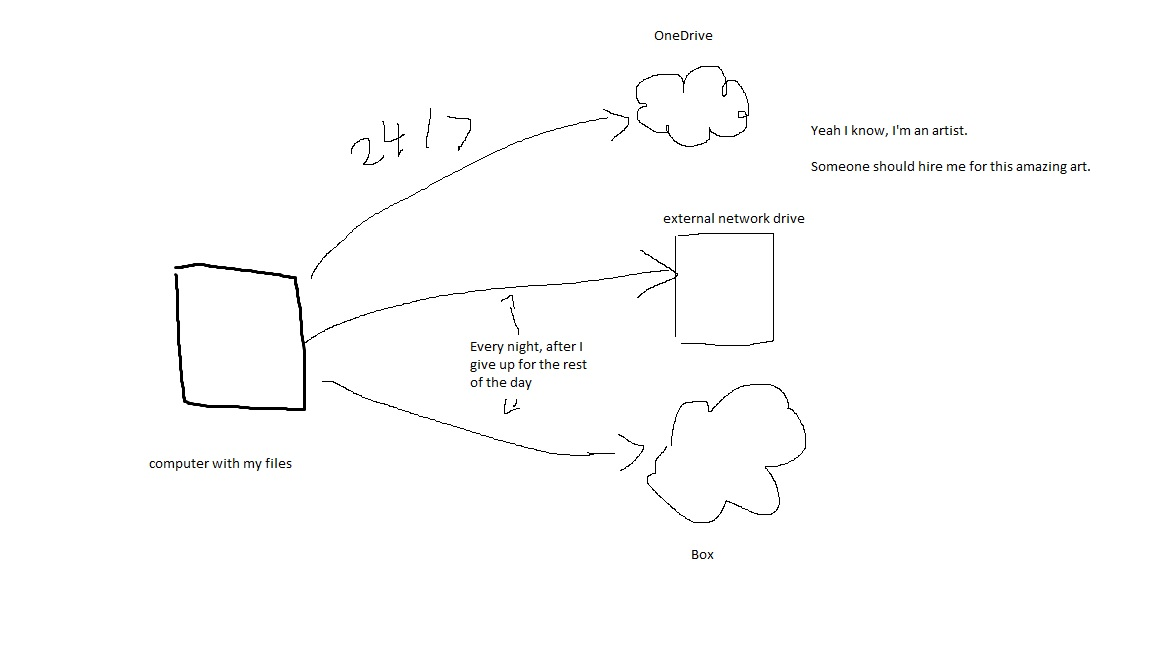 OneDrive
24/7
Yeah I know, I'm an artist.
Someone should hire me for this amazing art.
external network drive
Every night, after I
give up for the rest
of the day
computer with my files
Box